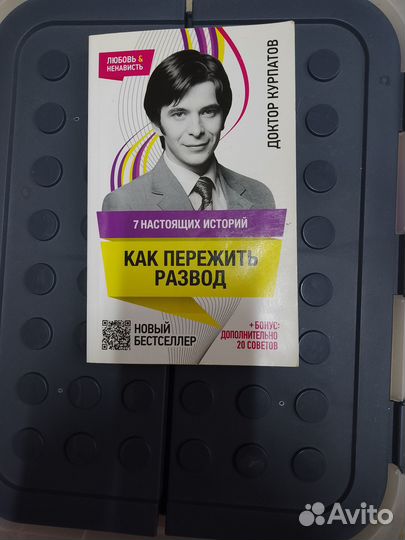 ЛЮБОВЬ &
НЕНАВИСТЬ
ДОКТОР КУРПАТОВ
7 НАСТОЯЩИХ ИСТОРИЙ
КАК ПЕРЕЖИТЬ
РАЗВОД
НОВЫЙ
БЕСТСЕЛЛЕР
+ БОНУС:
ДОПОЛНИТЕЛЬНО
20 СОВЕТОВ
Avito